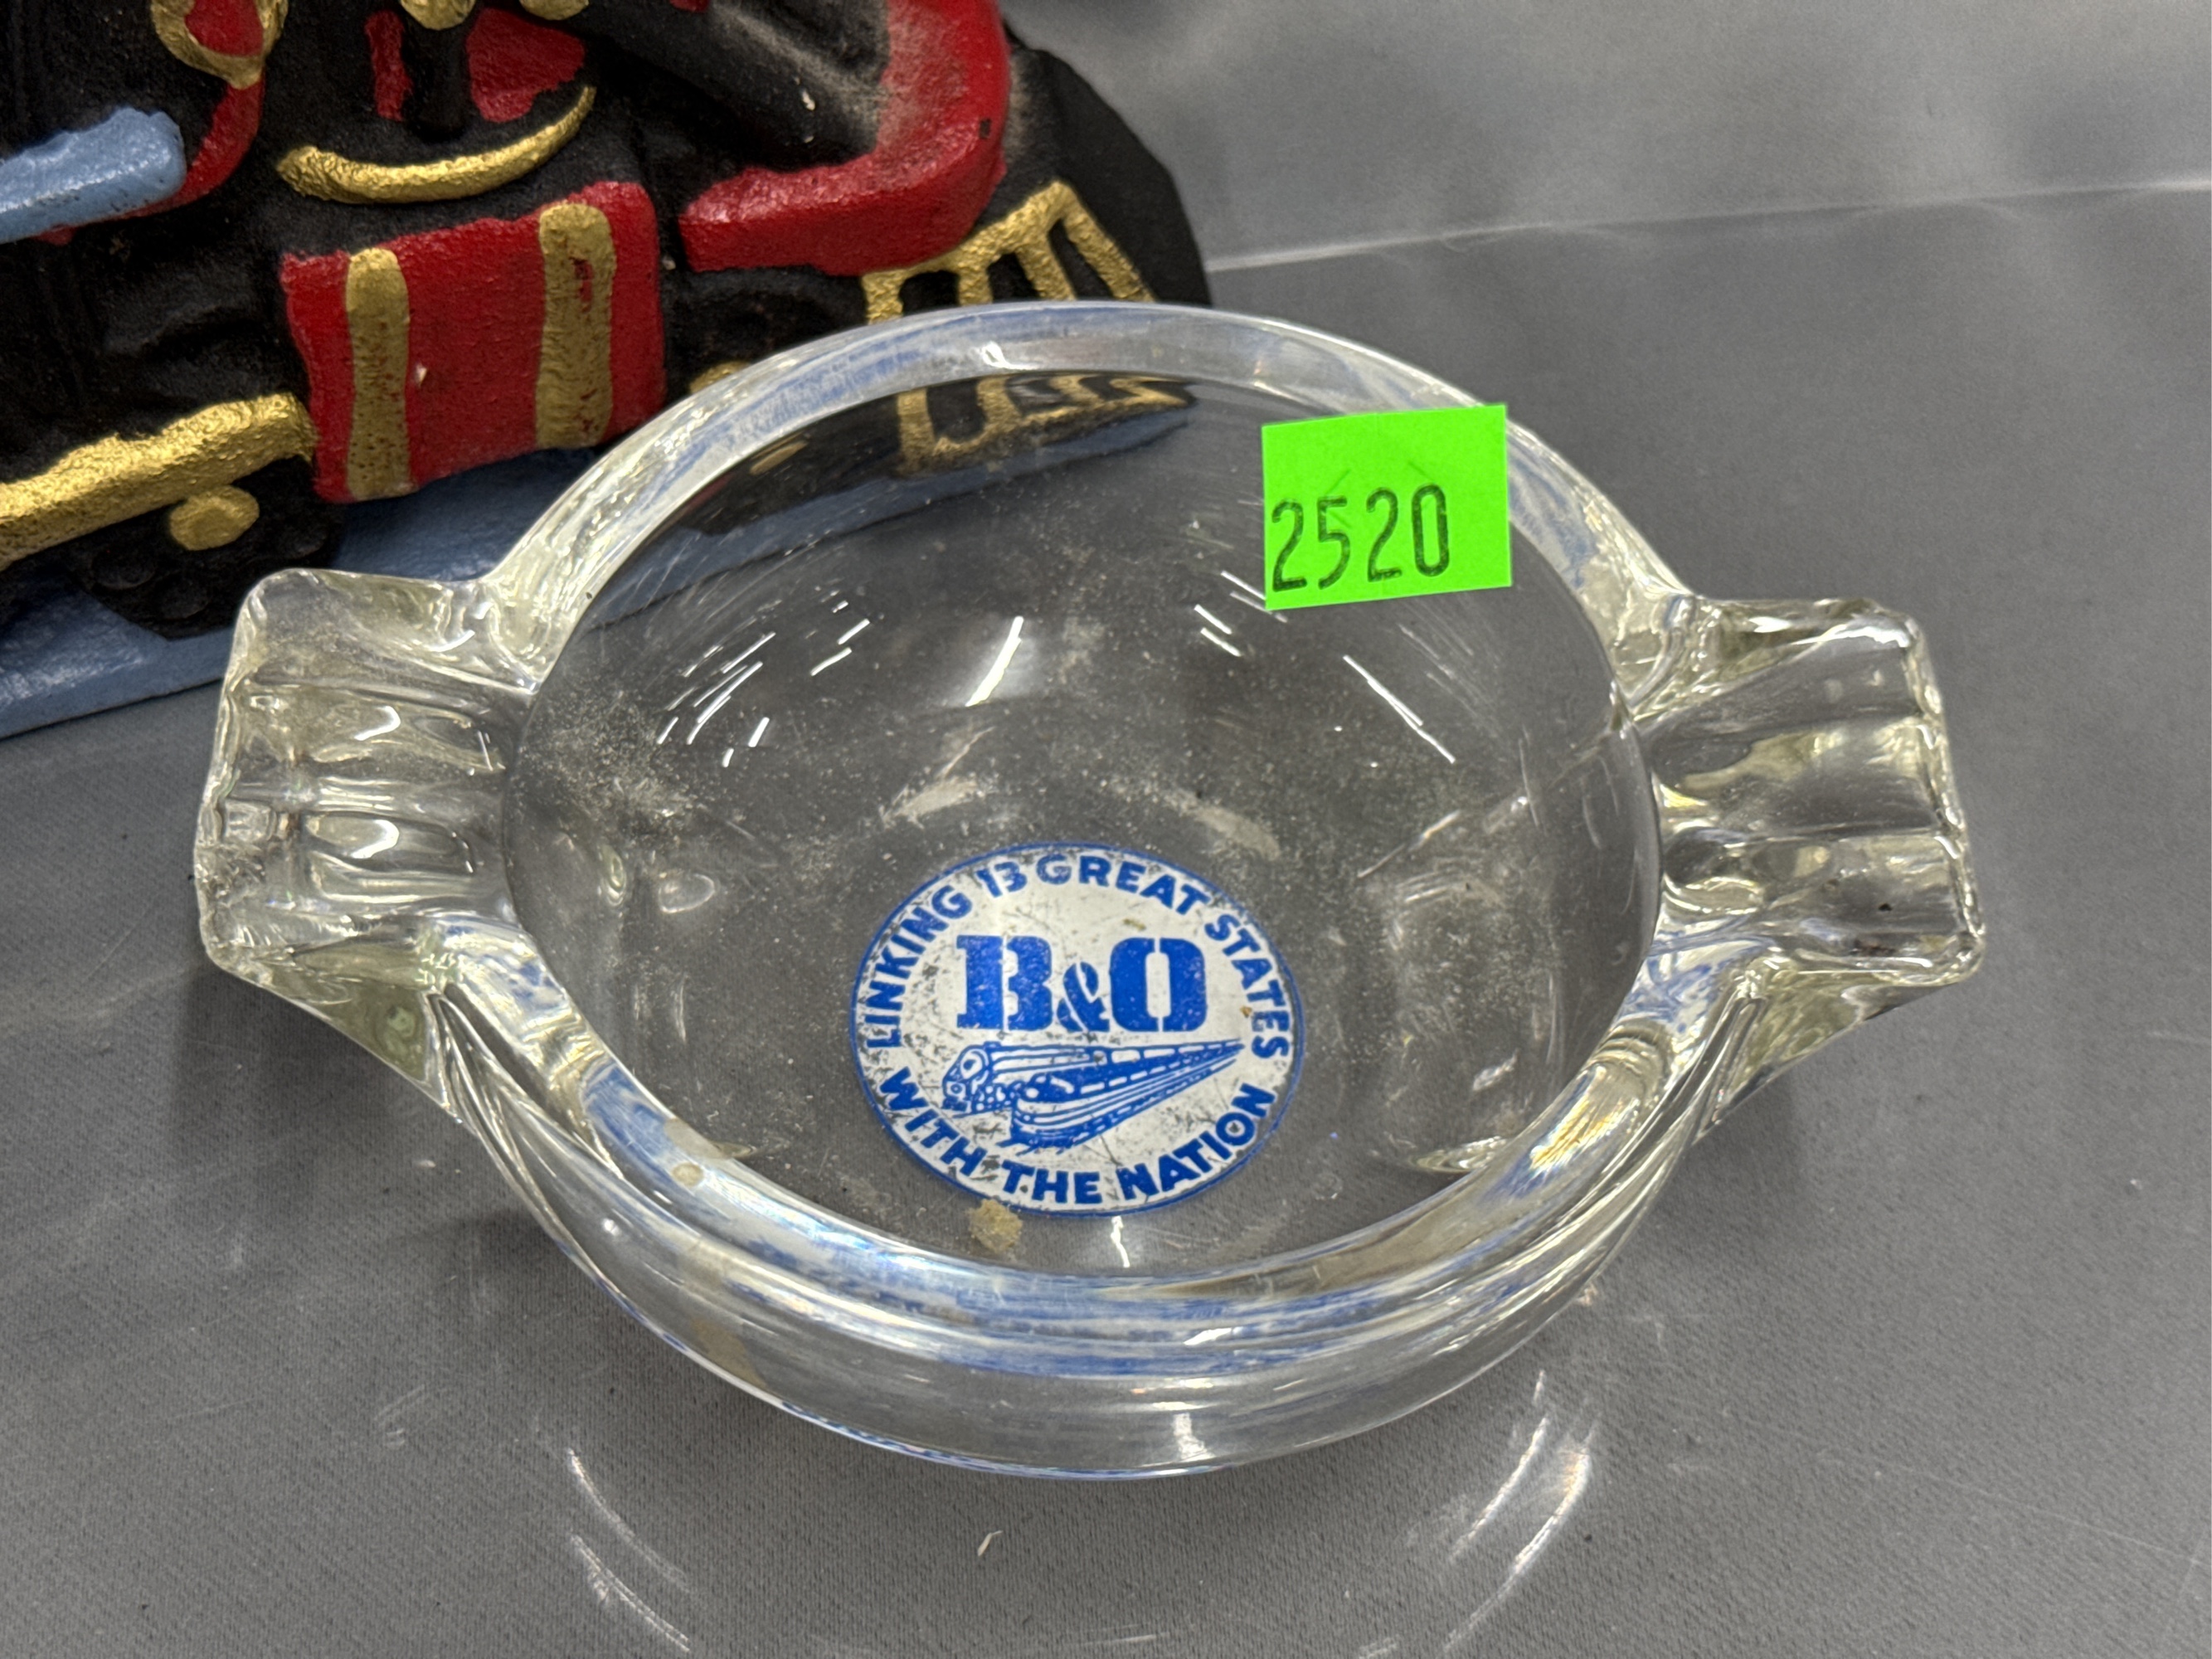 2520
LINKING 13 GREAT STATES
B&O
WITH THE NATION